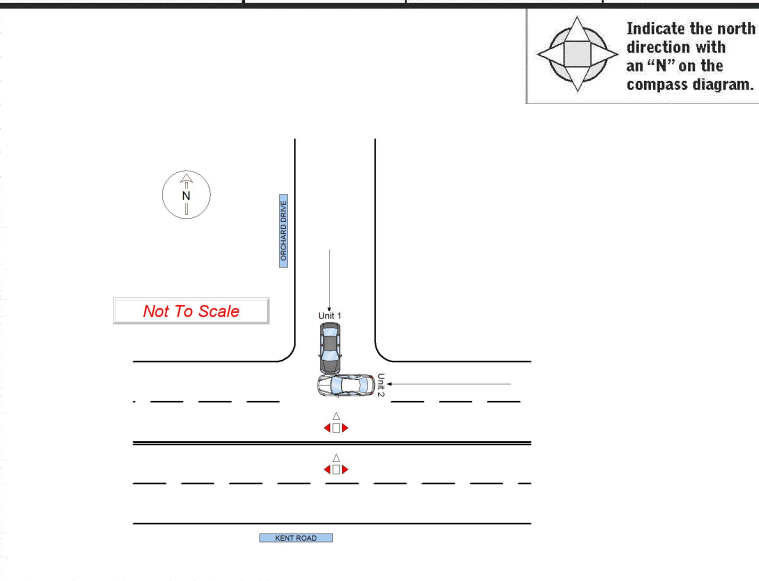 Indicate the north
direction with
an “N” on the
compass diagram.
N
ORCHARD DRIVE
Not To Scale
Unit 1
Unit 2
KENT ROAD